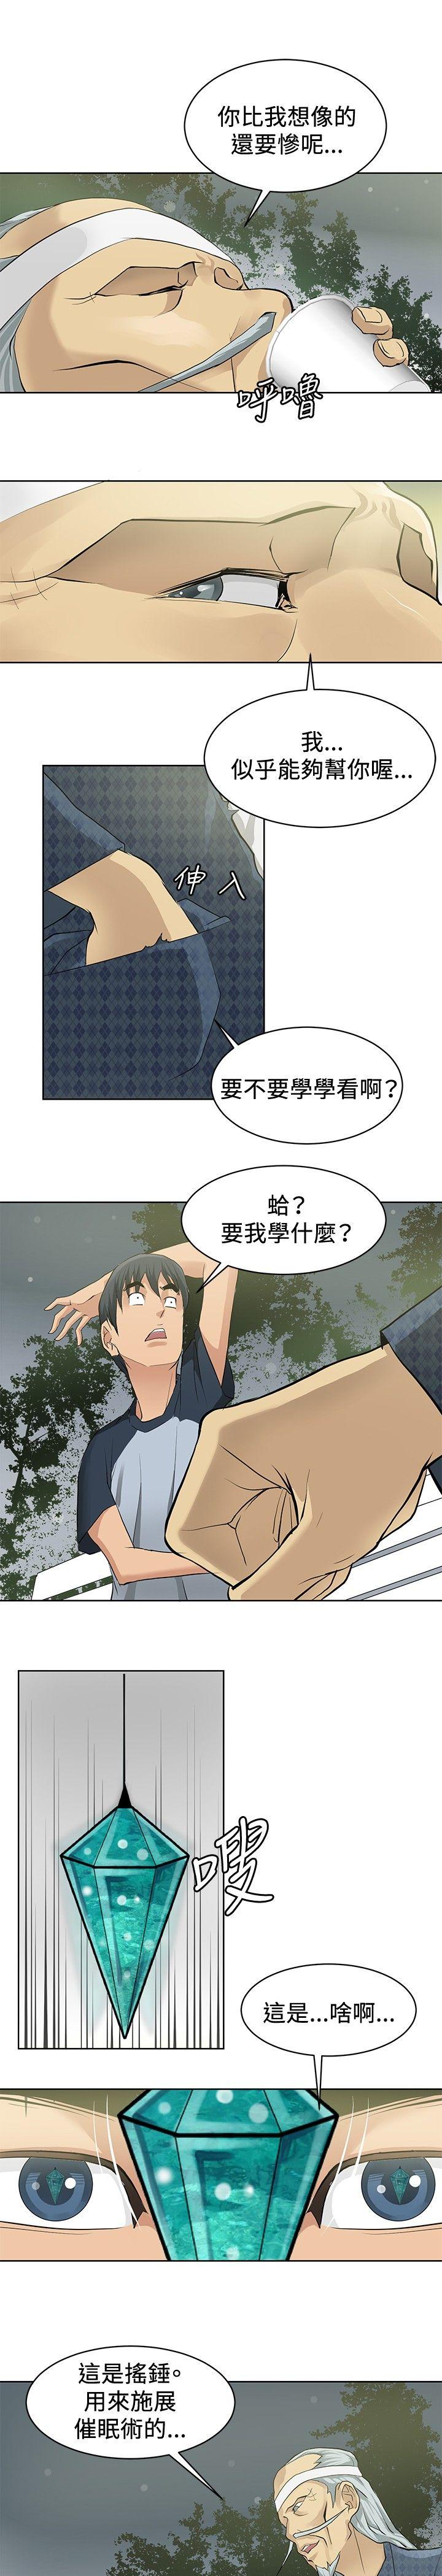 你比我想像的
還要慘呢...
呼嚕
我...
似乎能夠幫你喔...
伸入
要不要學學看啊？
蛤？
要我學什麼？
嗖
這是...啥啊...
這是搖錘。
用來施展
催眠術的...